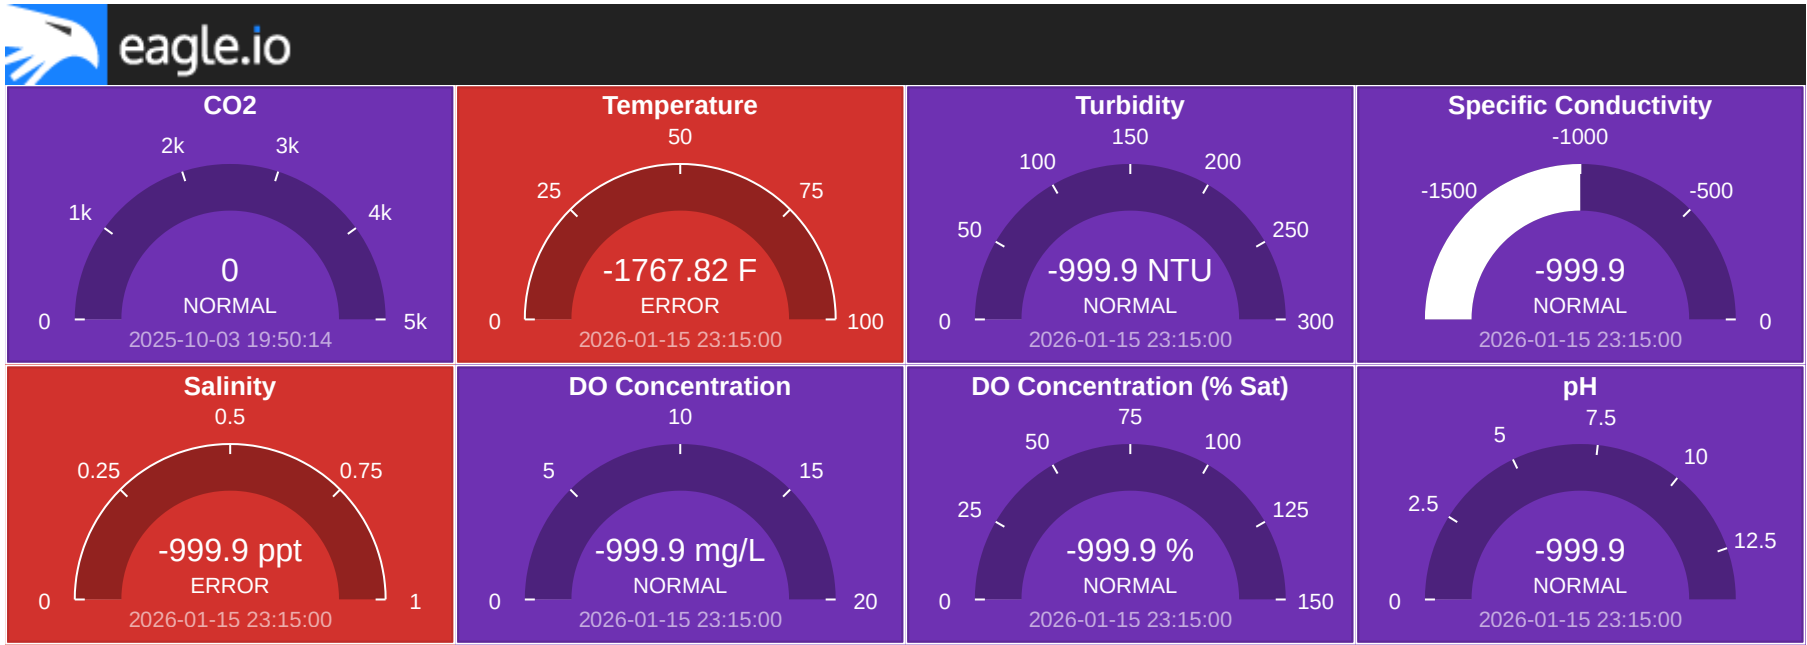 eagle.io
CO2
2k
3k
1k
4k
0
NORMAL
0
5k
2025-10-03 19:50:14
Temperature
50
25
75
-1767.82 F
ERROR
0
100
2026-01-15 23:15:00
Turbidity
150
100
200
50
250
-999.9 NTU
NORMAL
0
300
2026-01-15 23:15:00
Specific Conductivity
-1000
-1500
-500
-999.9
NORMAL
0
2026-01-15 23:15:00
Salinity
0.5
0.25
0.75
-999.9 ppt
ERROR
0
1
2026-01-15 23:15:00
DO Concentration
10
5
15
-999.9 mg/L
NORMAL
0
20
2026-01-15 23:15:00
DO Concentration (% Sat)
75
50
100
25
125
-999.9 %
NORMAL
0
150
2026-01-15 23:15:00
pH
7.5
5
10
2.5
12.5
-999.9
NORMAL
0
2026-01-15 23:15:00